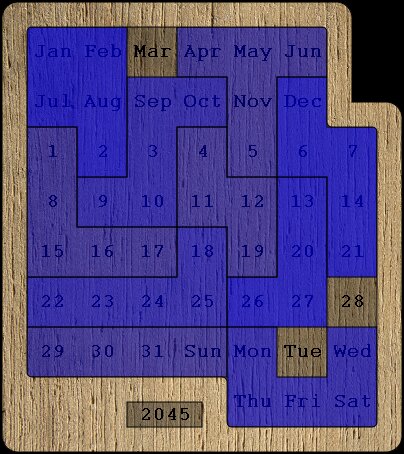 Jan Feb Mar Apr May Jun
Jul Aug Sep Oct Nov Dec
1 2 3 4 5 6 7
8 9 10 11 12 13 14
15 16 17 18 19 20 21
22 23 24 25 26 27 28
29 30 31 Sun Mon Tue Wed
Thu Fri Sat
2045